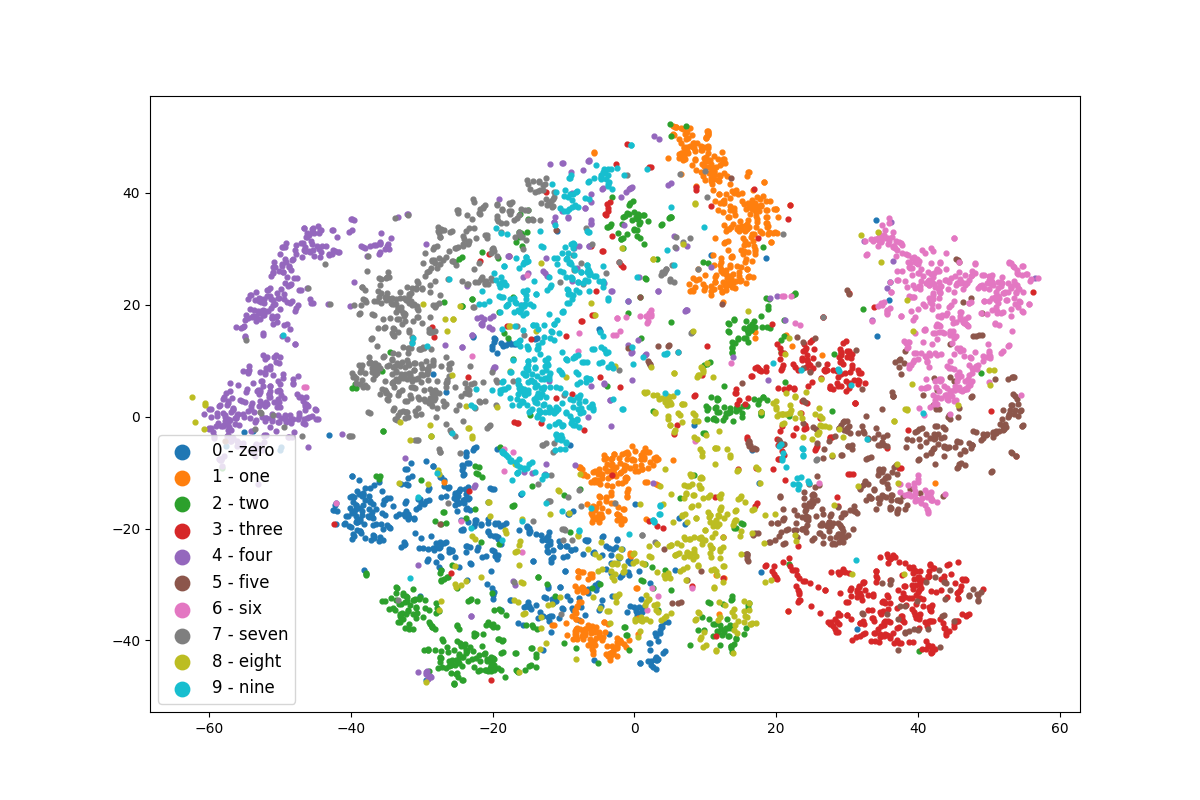 40
20
0
−20
−40
0 - zero
1 - one
2 - two
3 - three
4 - four
5 - five
6 - six
7 - seven
8 - eight
9 - nine
−60 −40 −20 0 20 40 60